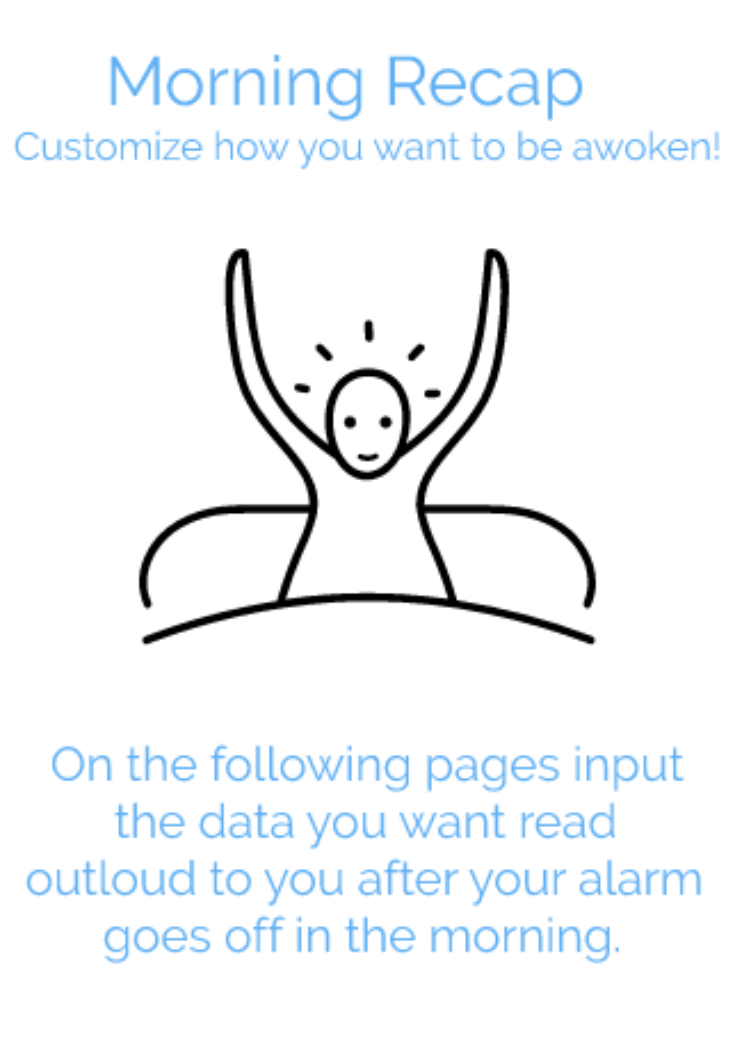 Morning Recap
Customize how you want to be awoken!
On the following pages input
the data you want read
outloud to you after your alarm
goes off in the morning.